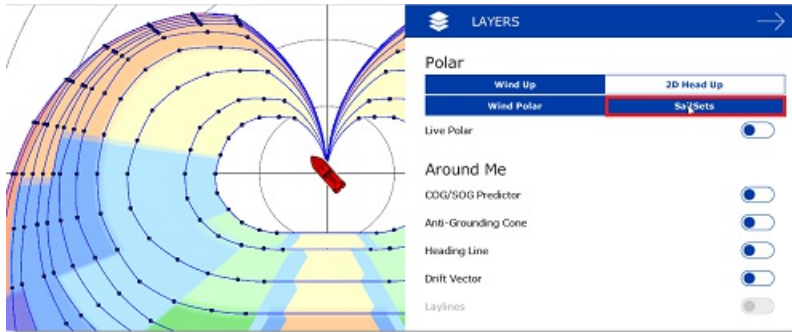 LAYERS
Polar
Wind Up
2D Head Up
Wind Polar
SailSets
Live Polar
Around Me
COG/SOG Predictor
Anti-Grounding Cone
Heading Line
Drift Vector
Laylines